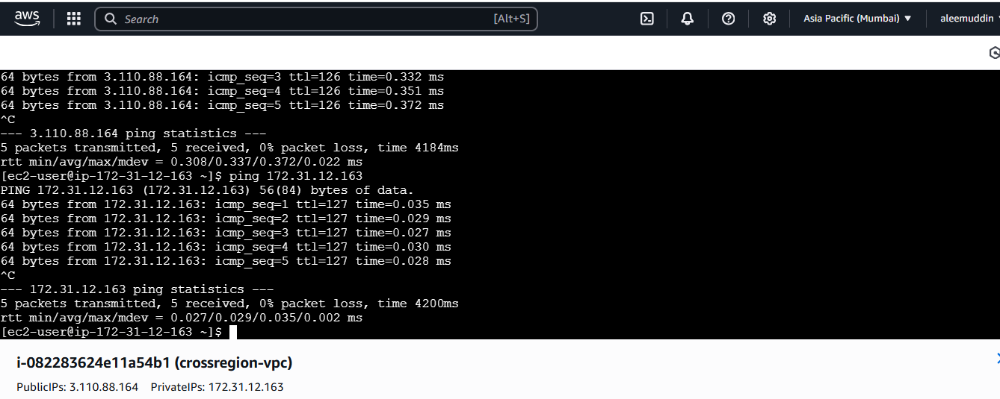 aws
Search [Alt+S] Asia Pacific (Mumbai) aleemuddin
64 bytes from 3.110.88.164: icmp_seq=3 ttl=126 time=0.332 ms
64 bytes from 3.110.88.164: icmp_seq=4 ttl=126 time=0.351 ms
64 bytes from 3.110.88.164: icmp_seq=5 ttl=126 time=0.372 ms
^C
--- 3.110.88.164 ping statistics ---
5 packets transmitted, 5 received, 0% packet loss, time 4184ms
rtt min/avg/max/mdev = 0.308/0.337/0.372/0.022 ms
[ec2-user@ip-172-31-12-163 ~]$ ping 172.31.12.163
PING 172.31.12.163 (172.31.12.163) 56(84) bytes of data.
64 bytes from 172.31.12.163: icmp_seq=1 ttl=127 time=0.035 ms
64 bytes from 172.31.12.163: icmp_seq=2 ttl=127 time=0.029 ms
64 bytes from 172.31.12.163: icmp_seq=3 ttl=127 time=0.027 ms
64 bytes from 172.31.12.163: icmp_seq=4 ttl=127 time=0.030 ms
64 bytes from 172.31.12.163: icmp_seq=5 ttl=127 time=0.028 ms
^C
--- 172.31.12.163 ping statistics ---
5 packets transmitted, 5 received, 0% packet loss, time 4200ms
rtt min/avg/max/mdev = 0.027/0.029/0.035/0.002 ms
[ec2-user@ip-172-31-12-163 ~]$
i-082283624e11a54b1 (crossregion-vpc)
PublicIPs: 3.110.88.164 PrivateIPs: 172.31.12.163